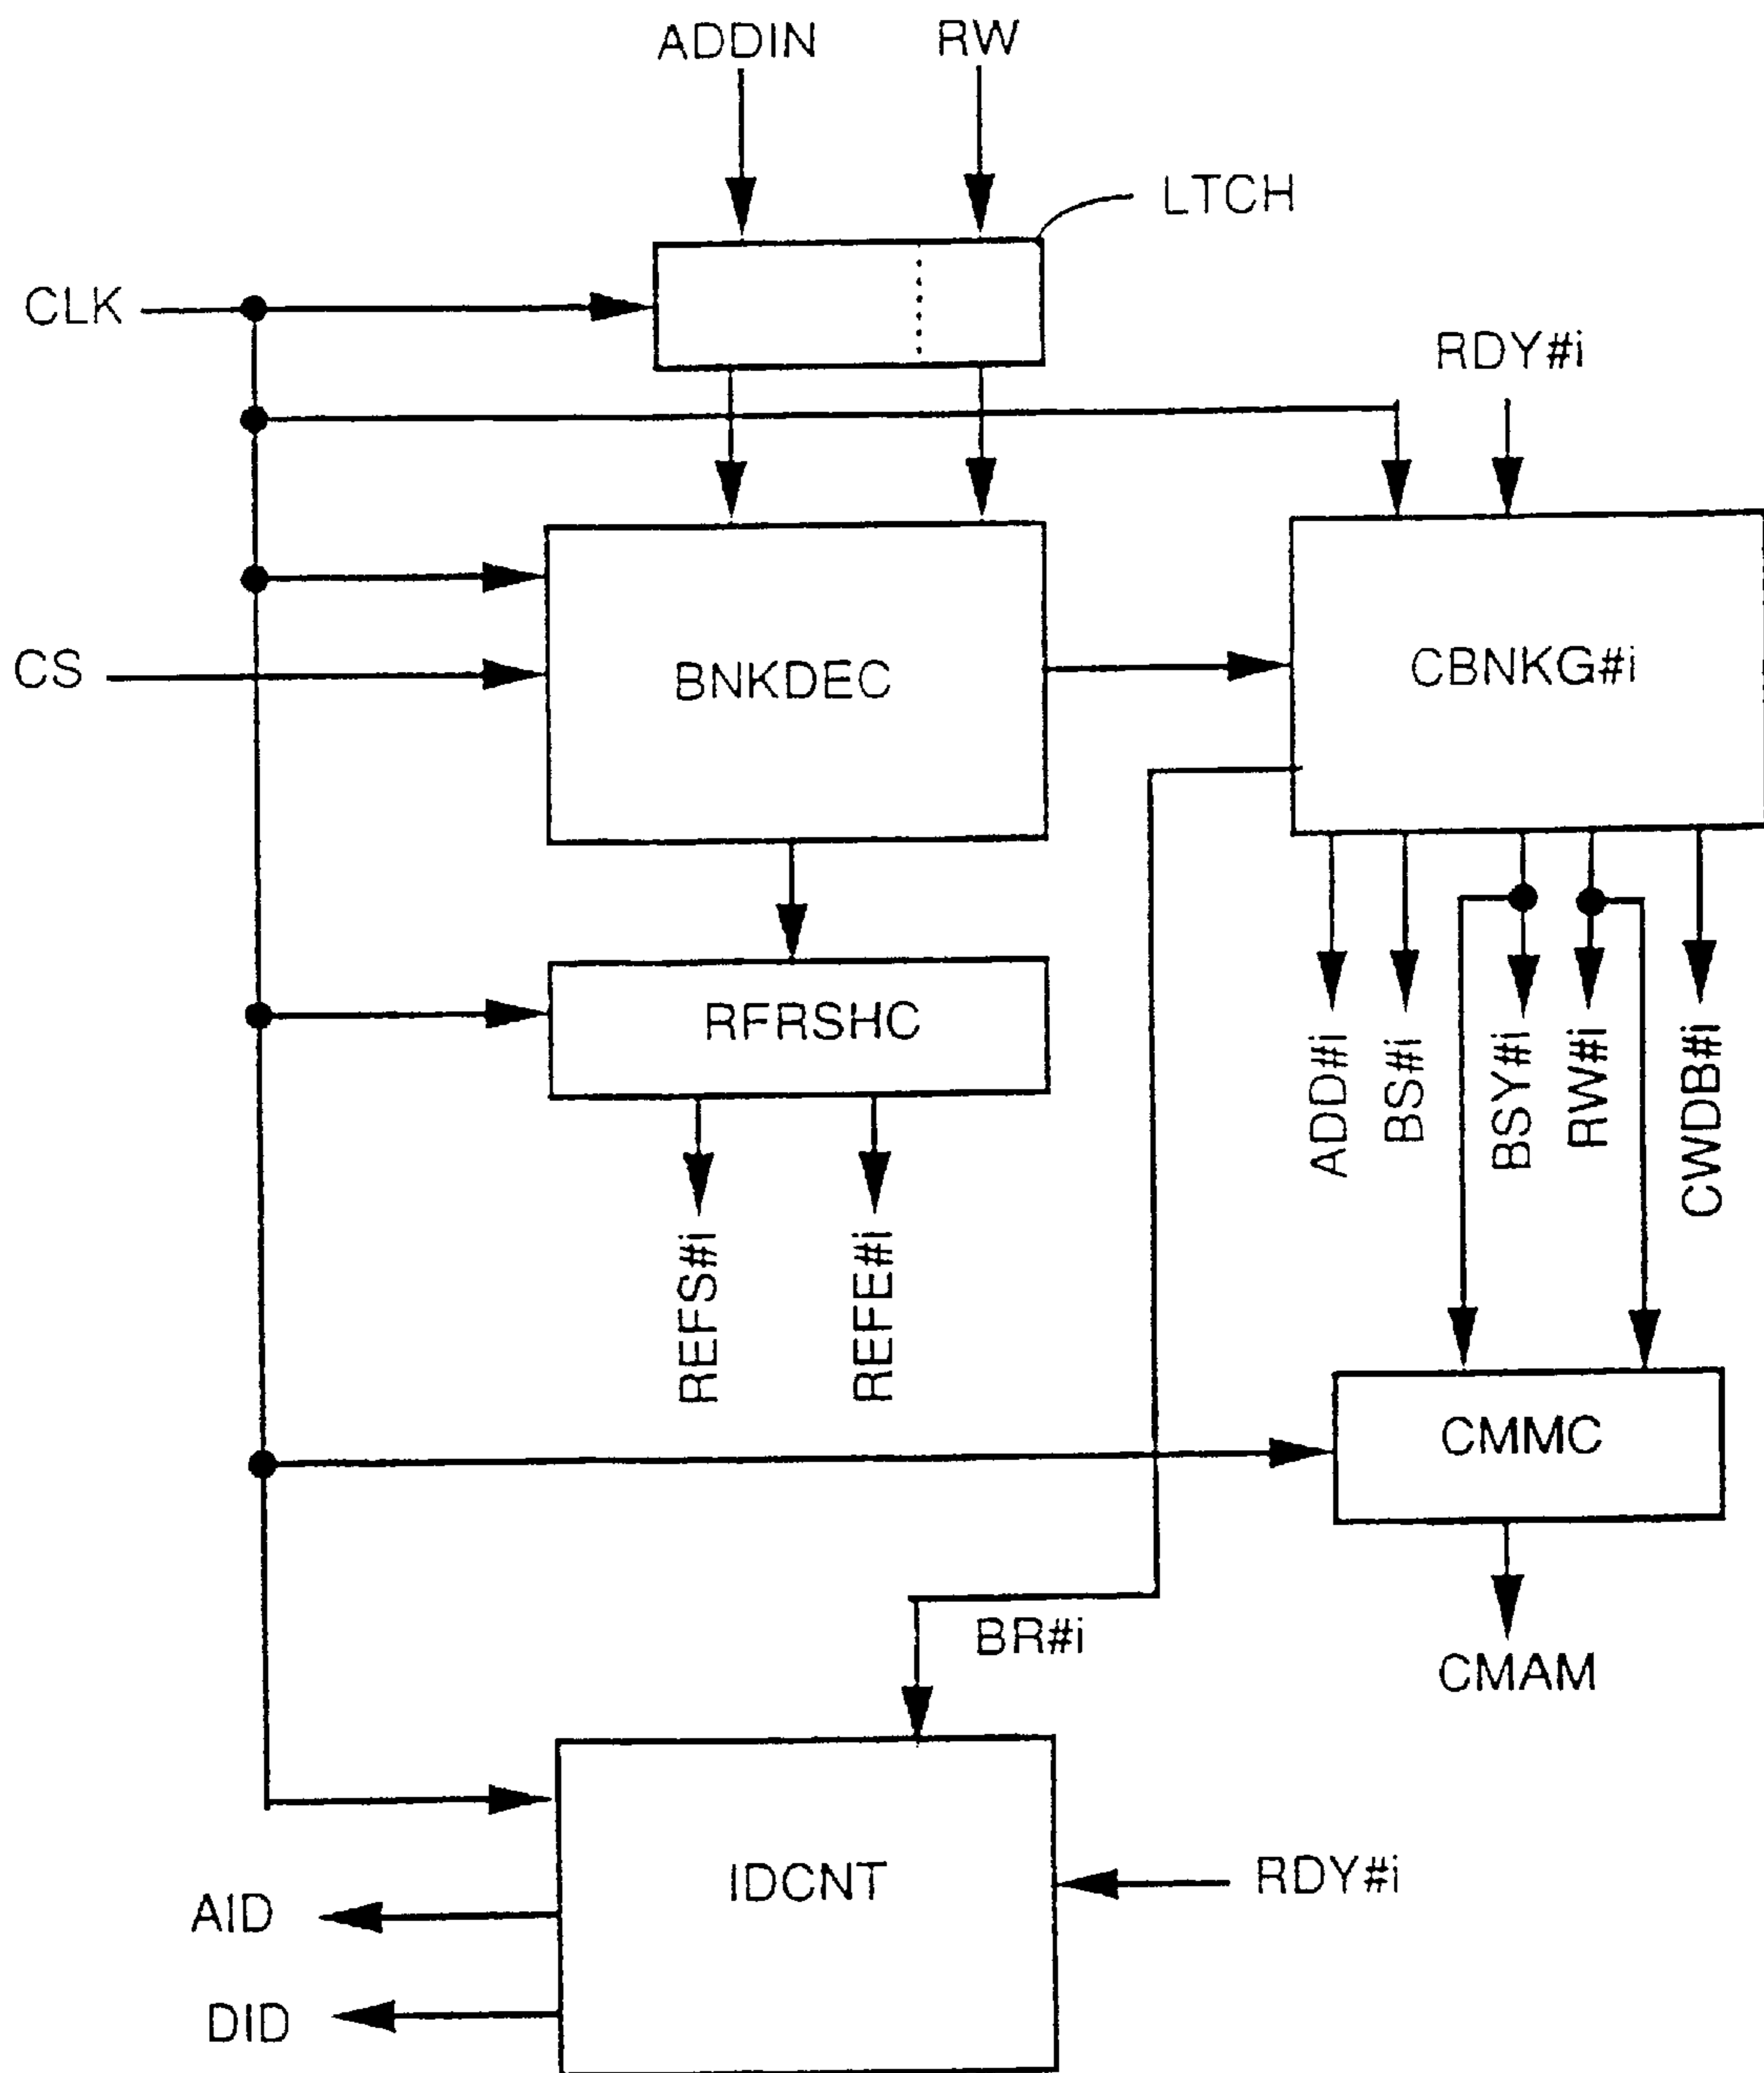 ADDIN
RW
LTCH
CLK
RDY#i
CS
BNKDEC
CBNKG#i
RFRSHC
ADD#i
BS#i
BSY#i
RW#i
CWDB#i
REFS#i
REFE#i
CMMC
BR#i
CMAM
IDCNT
RDY#i
AID
DID